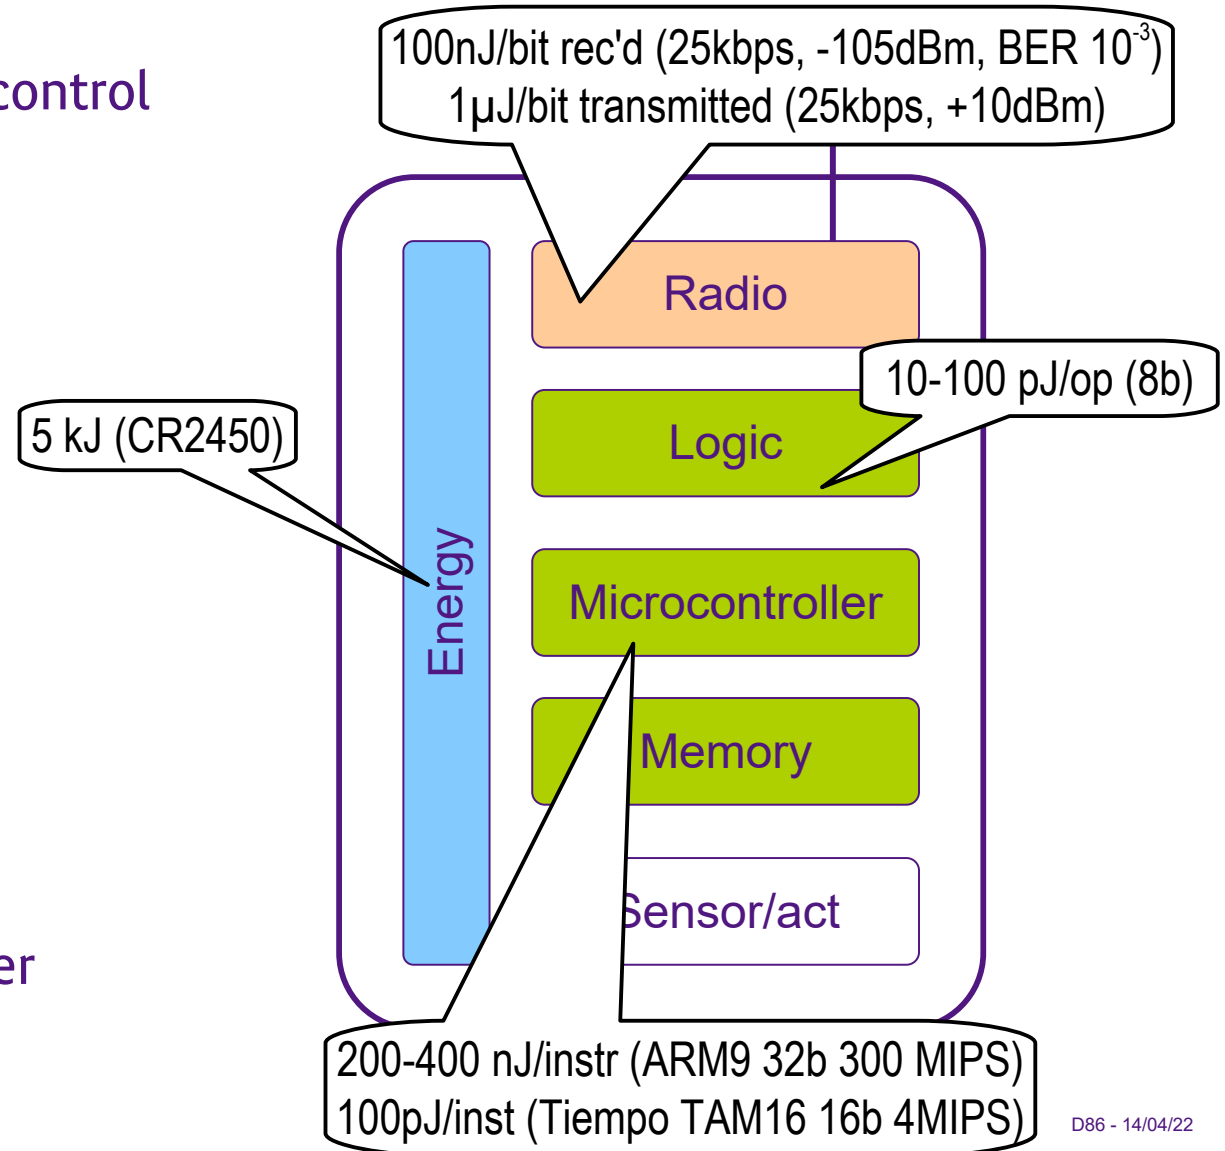 100nJ/bit rec'd (25kbps, -105dBm, BER 10⁻³)
1µJ/bit transmitted (25kbps, +10dBm)
control
Radio
10-100 pJ/op (8b)
Logic
5 kJ (CR2450)
Energy
Microcontroller
Memory
Sensor/act
er
200-400 nJ/instr (ARM9 32b 300 MIPS)
100pJ/inst (Tiempo TAM16 16b 4MIPS)
D86 - 14/04/22